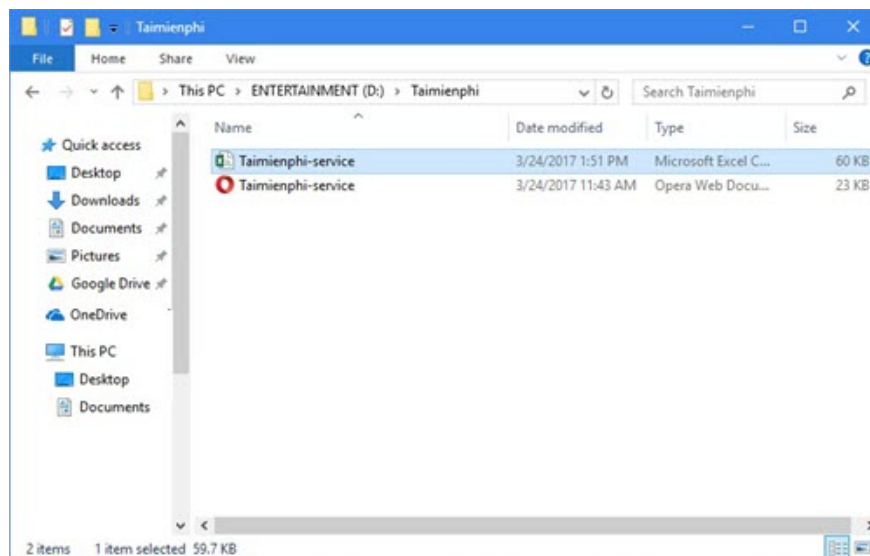 Taimienphi
File Home Share View
This PC > ENTERTAINMENT (D:) > Taimienphi Search Taimienphi
Name Date modified Type Size
Quick access
Desktop
Downloads
Documents
Pictures
Google Drive
OneDrive
This PC
Desktop
Documents
Taimienphi-service 3/24/2017 1:51 PM Microsoft Excel C... 60 KB
Taimienphi-service 3/24/2017 11:43 AM Opera Web Docu... 23 KB
2 items 1 item selected 59.7 KB